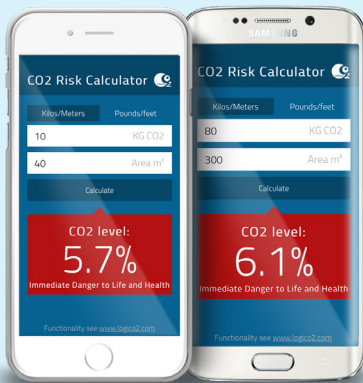 CO2 Risk Calculator
Kilos/Meters Pounds/feet
10 KG CO2
40 Area m²
Calculate
CO2 level:
5.7%
Immediate Danger to Life and Health
Functionality see www.logico2.com
SAMSUNG
CO2 Risk Calculator
Kilos/Meters Pounds/feet
80 KG CO2
300 Area m²
Calculate
CO2 level:
6.1%
Immediate Danger to Life and Health
Functionality see www.logico2.com